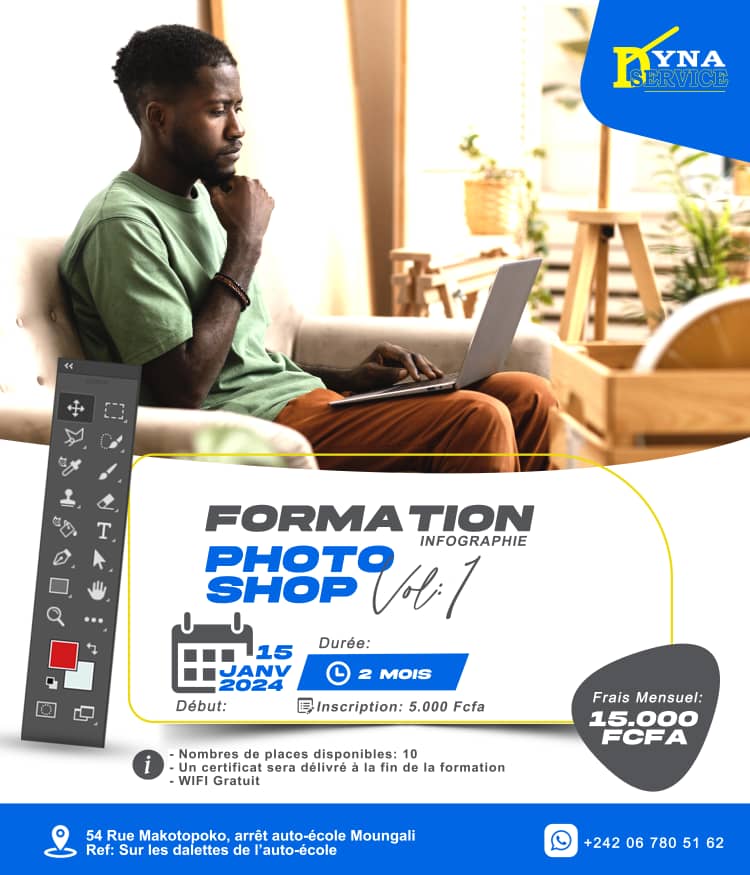 DYNA
SERVICE
FORMATION
INFOGRAPHIE
PHOTO
SHOP Vol: 1
15
JANV
2024
Début:
Durée:
2 MOIS
Inscription: 5.000 Fcfa
Frais Mensuel:
15.000
FCFA
- Nombres de places disponibles: 10
- Un certificat sera délivré à la fin de la formation
- WIFI Gratuit
54 Rue Makotopoko, arrêt auto-école Moungali
Ref: Sur les dalettes de l'auto-école
+242 06 780 51 62